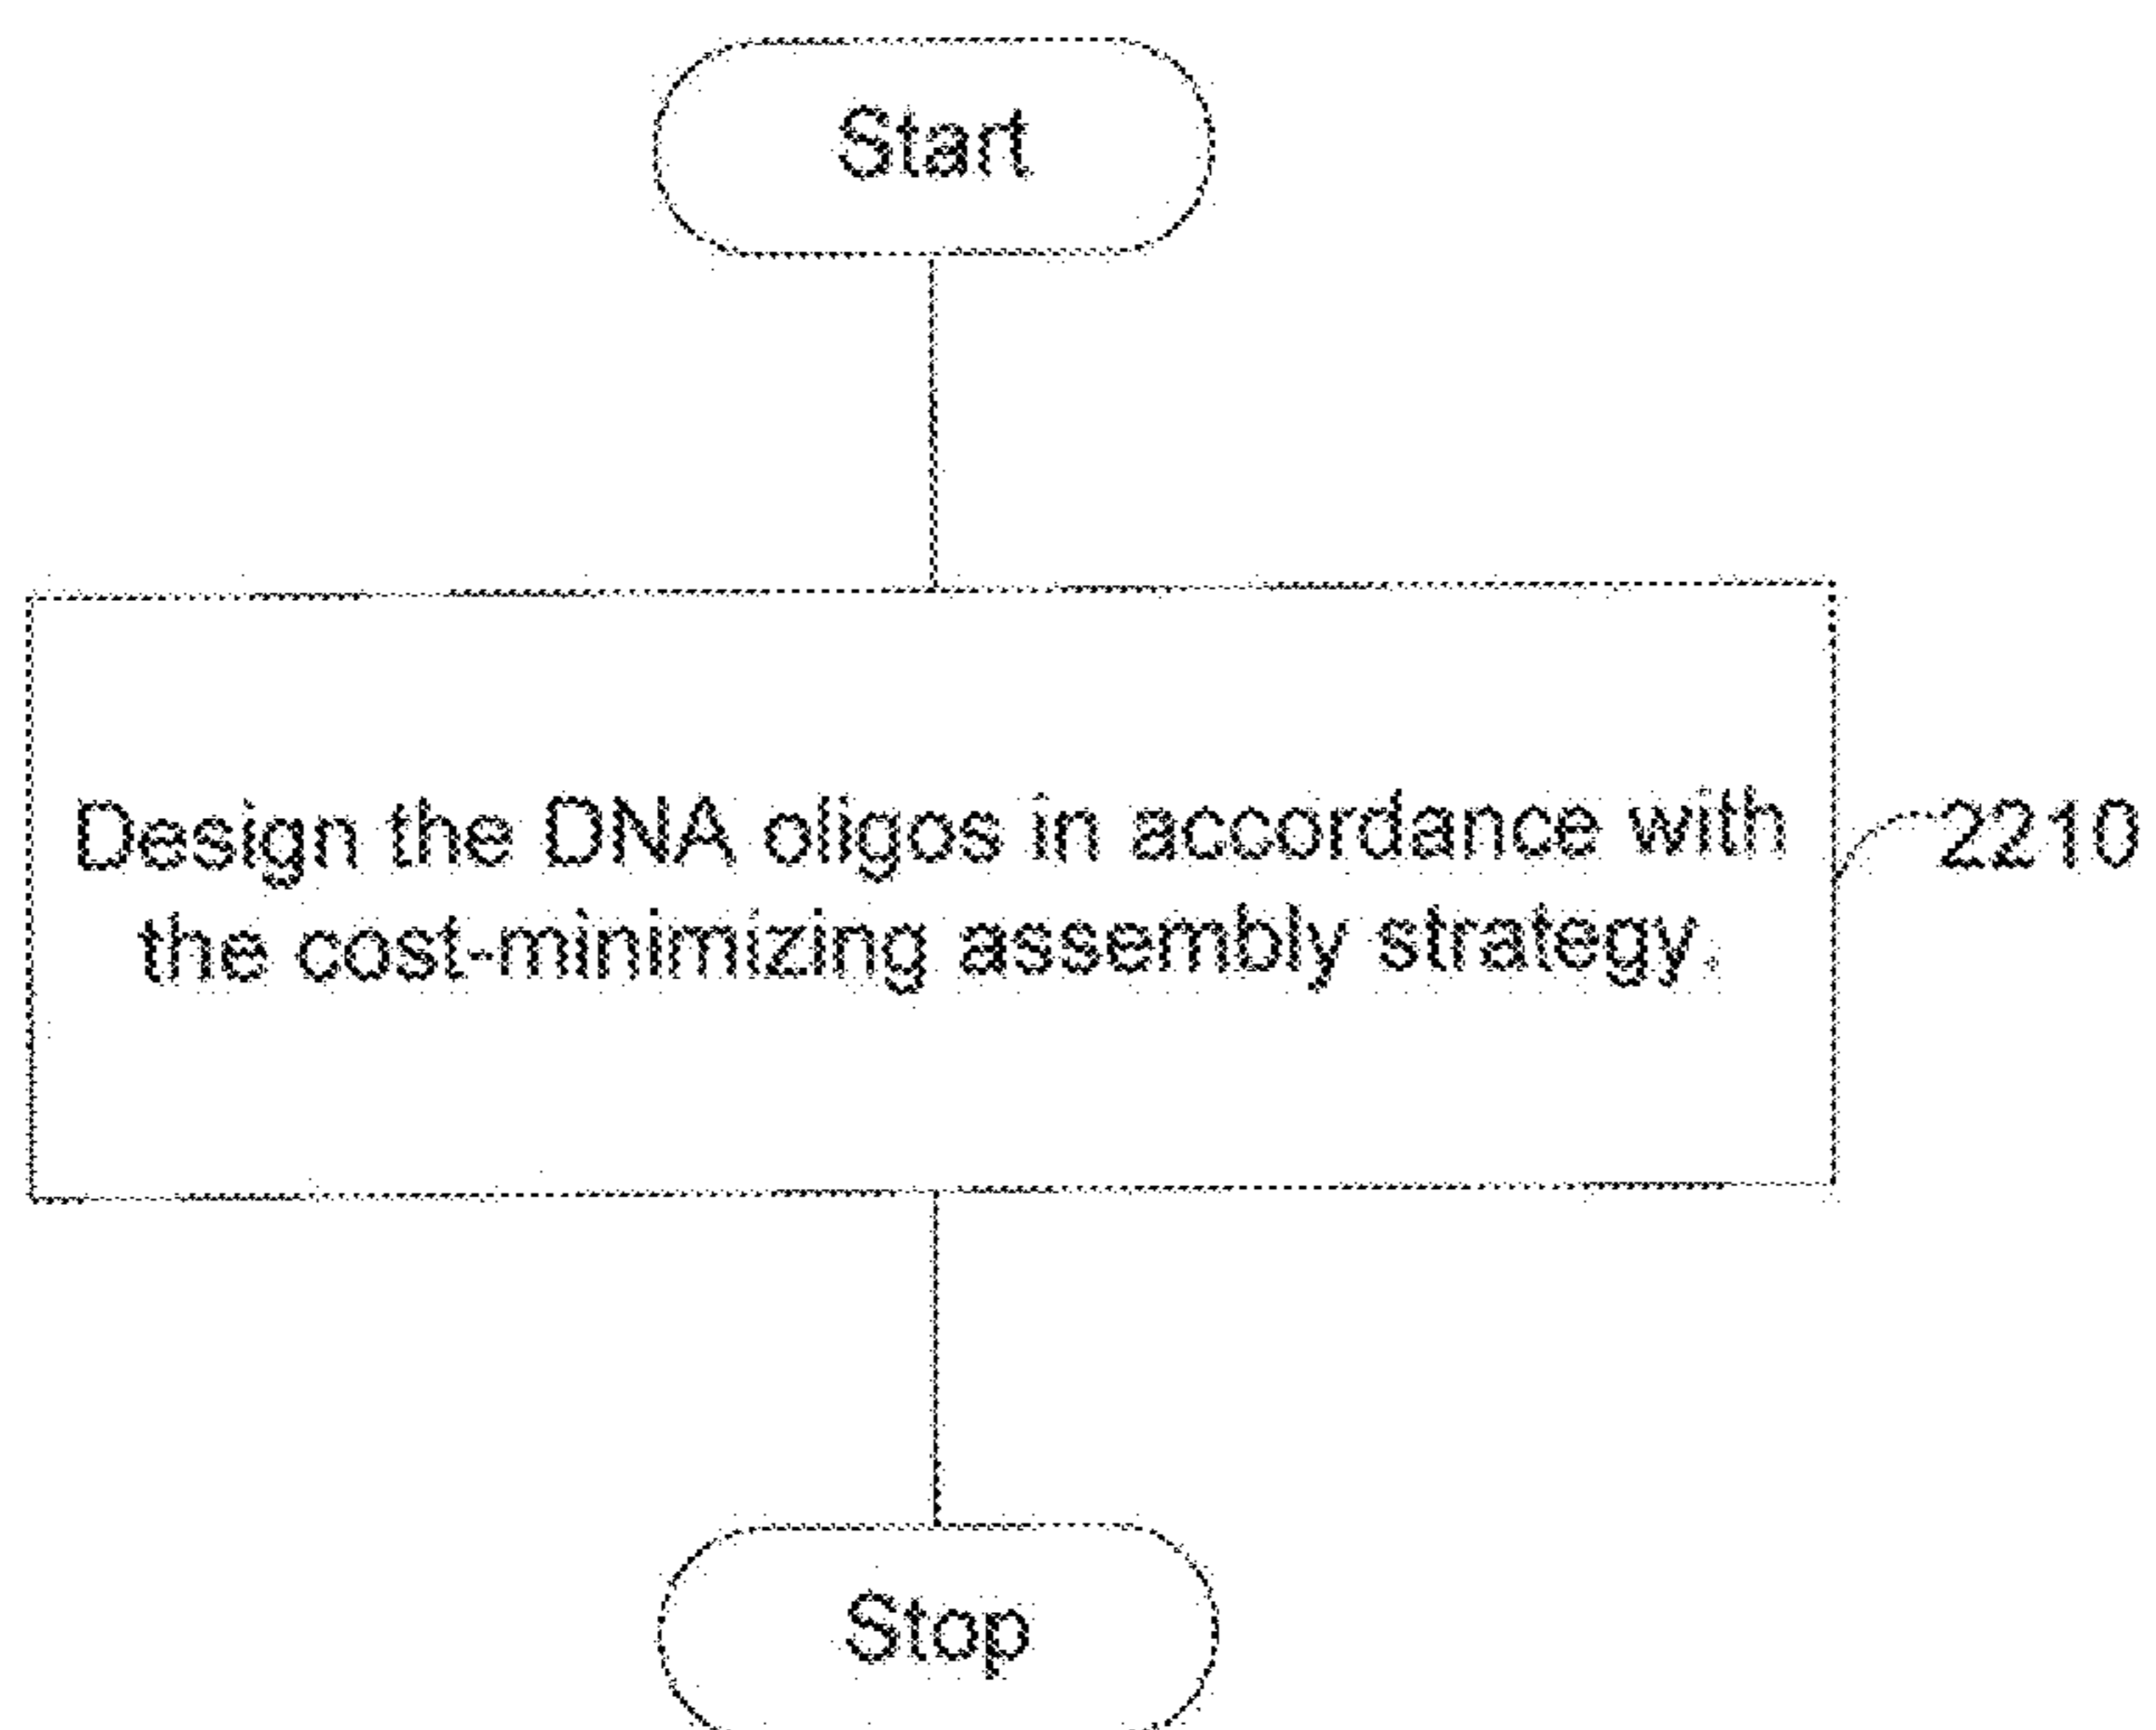 Start
Design the DNA oligos in accordance with
the cost-minimizing assembly strategy.
2210
Stop